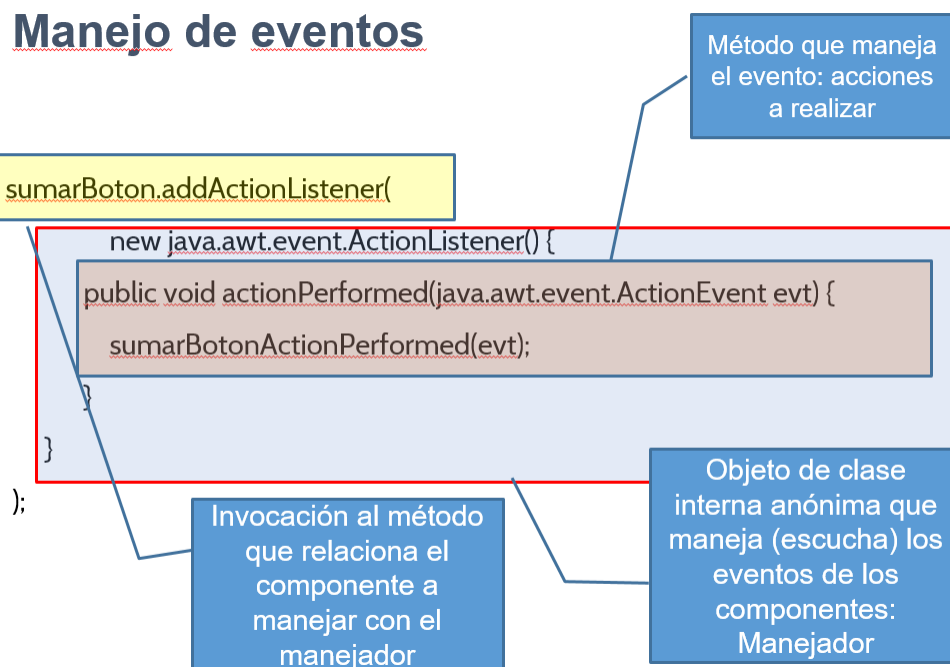 Manejo de eventos
Método que maneja
el evento: acciones
a realizar
sumarBoton.addActionListener(
new java.awt.event.ActionListener() {
public void actionPerformed(java.awt.event.ActionEvent evt) {
sumarBotonActionPerformed(evt);
}
}
);
Invocación al método
que relaciona el
componente a
manejar con el
manejador
Objeto de clase
interna anónima que
maneja (escucha) los
eventos de los
componentes:
Manejador